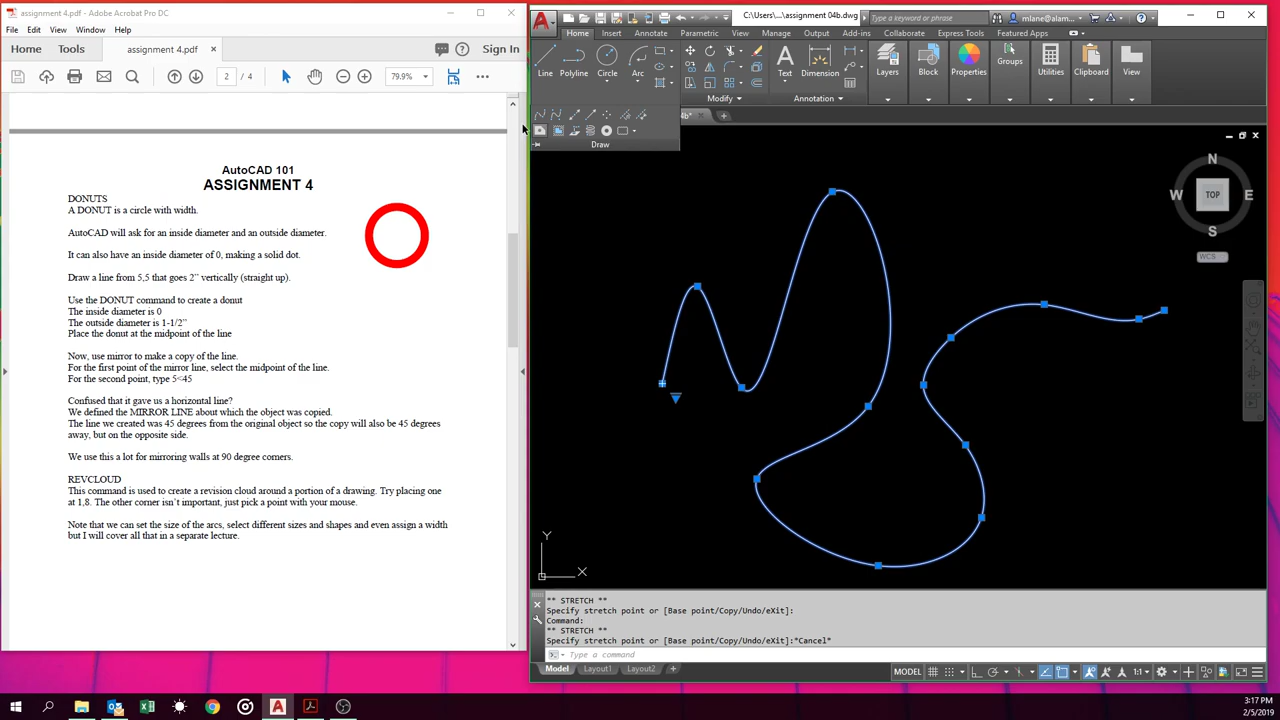 assignment 4.pdf - Adobe Acrobat Pro DC
File Edit View Window Help
Home Tools assignment 4.pdf Sign In
2 / 4 79.9%
AutoCAD 101
ASSIGNMENT 4
DONUTS
A DONUT is a circle with width.
AutoCAD will ask for an inside diameter and an outside diameter.
It can also have an inside diameter of 0, making a solid dot.
Draw a line from 5,5 that goes 2" vertically (straight up).
Use the DONUT command to create a donut
The inside diameter is 0
The outside diameter is 1-1/2"
Place the donut at the midpoint of the line
Now, use mirror to make a copy of the line.
For the first point of the mirror line, select the midpoint of the line.
For the second point, type 5<45
Confused that it gave us a horizontal line?
We defined the MIRROR LINE about which the object was copied.
The line we created was 45 degrees from the original object so the copy will also be 45 degrees
away, but on the opposite side.
We use this a lot for mirroring walls at 90 degree corners.
REVCLOUD
This command is used to create a revision cloud around a portion of a drawing. Try placing one
at 1,8. The other corner isn't important, just pick a point with your mouse.
Note that we can set the size of the arcs, select different sizes and shapes and even assign a width
but I will cover all that in a separate lecture.
C:\Users\...\assignment 04b.dwg
Type a keyword or phrase
mlane@alam...
Home Insert Annotate Parametric View Manage Output Add-ins Collaborate Express Tools Featured Apps
Line Polyline Circle Arc Text Dimension Layers Block Properties Groups Utilities Clipboard View
Modify Annotation
4b*
Draw
N
W TOP E
S
WCS
Y
X
** STRETCH **
Specify stretch point or [Base point/Copy/Undo/eXit]:
Command:
** STRETCH **
Specify stretch point or [Base point/Copy/Undo/eXit]:*Cancel*
Type a command
Model Layout1 Layout2
MODEL 1:1
3:17 PM
2/5/2019